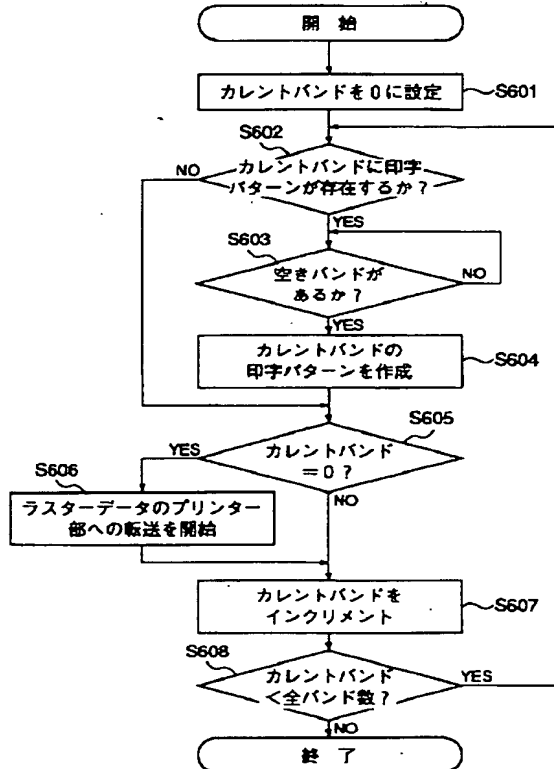 開 始
カレントバンドを0に設定
S601
S602
カレントバンドに印字
パターンが存在するか?
NO
YES
S603
空きバンドが
あるか?
NO
YES
カレントバンドの
印字パターンを作成
S604
S605
カレントバンド
=0?
YES
NO
S606
ラスターデータのプリンター
部への転送を開始
カレントバンドを
インクリメント
S607
S608
カレントバンド
<全バンド数?
YES
NO
終 了